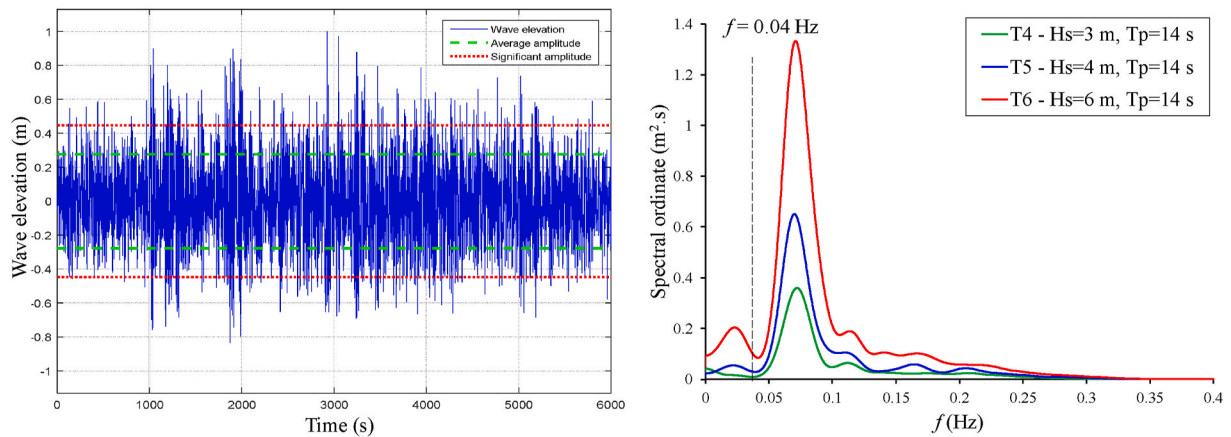 Wave elevation
Average amplitude
Significant amplitude
Wave elevation (m)
1
0.8
0.6
0.4
0.2
0
-0.2
-0.4
-0.6
-0.8
-1
0 1000 2000 3000 4000 5000 6000
Time (s)
f = 0.04 Hz
T4 - Hs=3 m, Tp=14 s
T5 - Hs=4 m, Tp=14 s
T6 - Hs=6 m, Tp=14 s
Spectral ordinate (m².s)
1.4
1.2
1
0.8
0.6
0.4
0.2
0
0 0.05 0.1 0.15 0.2 0.25 0.3 0.35 0.4
f (Hz)